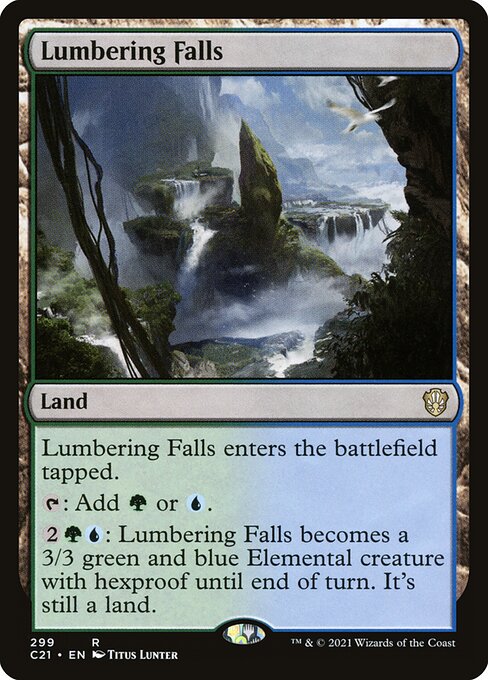 Lumbering Falls
Land
Lumbering Falls enters the battlefield
tapped.
: Add or .
2: Lumbering Falls becomes a
3/3 green and blue Elemental creature
with hexproof until end of turn. It's
still a land.
299 R
C21 • EN Titus Lunter
™ & © 2021 Wizards of the Coast